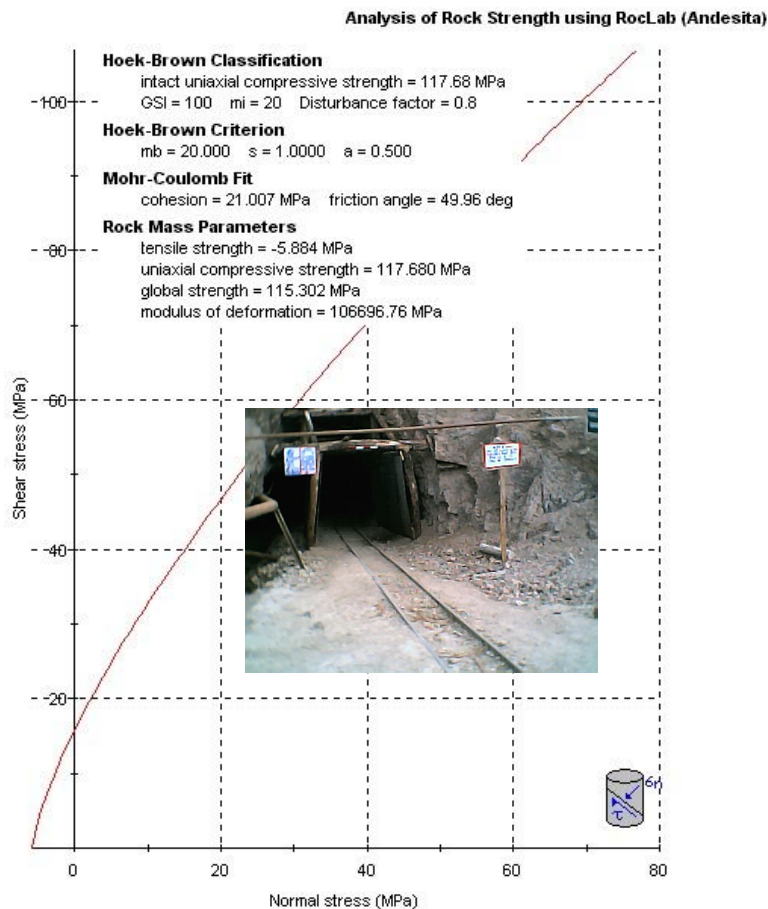 Analysis of Rock Strength using RocLab (Andesita)
Hoek-Brown Classification
intact uniaxial compressive strength = 117.68 MPa
GSI = 100 mi = 20 Disturbance factor = 0.8
Hoek-Brown Criterion
mb = 20.000 s = 1.0000 a = 0.500
Mohr-Coulomb Fit
cohesion = 21.007 MPa friction angle = 49.96 deg
Rock Mass Parameters
tensile strength = -5.884 MPa
uniaxial compressive strength = 117.680 MPa
global strength = 115.302 MPa
modulus of deformation = 106696.76 MPa
100
80
60
40
20
Shear stress (MPa)
0 20 40 60 80
Normal stress (MPa)
σn
τ